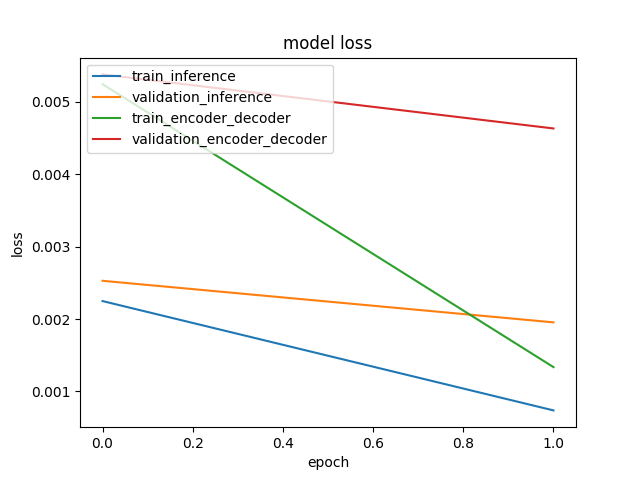 model loss
train_inference
validation_inference
train_encoder_decoder
validation_encoder_decoder
loss
0.005
0.004
0.003
0.002
0.001
0.0 0.2 0.4 0.6 0.8 1.0
epoch